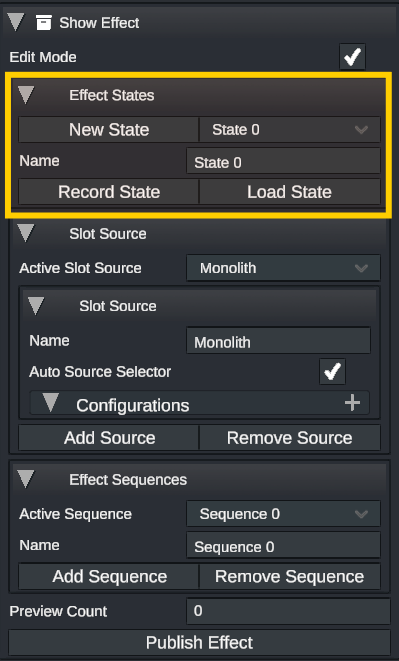 Show Effect
Edit Mode
Effect States
New State State 0
Name State 0
Record State Load State
Slot Source
Active Slot Source Monolith
Slot Source
Name Monolith
Auto Source Selector
Configurations
Add Source Remove Source
Effect Sequences
Active Sequence Sequence 0
Name Sequence 0
Add Sequence Remove Sequence
Preview Count 0
Publish Effect